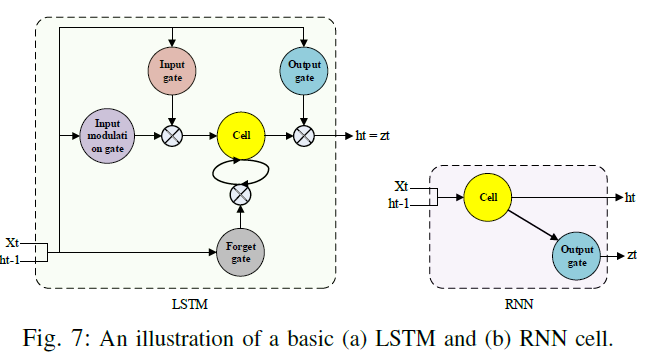 Input
gate
Output
gate
Input
modulati
on gate
Cell
ht = zt
Xt
ht-1
Forget
gate
LSTM
Xt
ht-1
Cell
ht
Output
gate
zt
RNN
Fig. 7: An illustration of a basic (a) LSTM and (b) RNN cell.